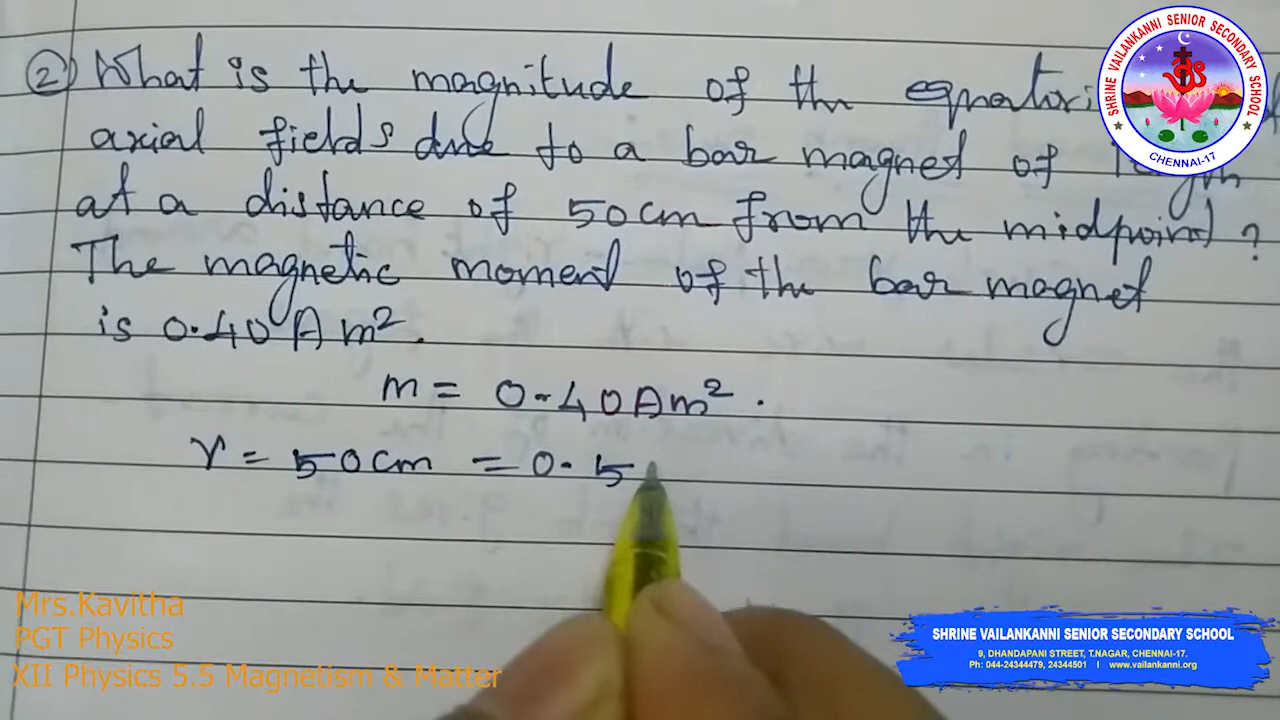 ② What is the magnitude of the
axial fields due to a bar magnet of length
at a distance of 50cm from the midpoint?
The magnetic moment of the bar magnet
is 0.40 Am².
m = 0.40Am².
r = 50cm = 0.5
SHRINE VAILANKANNI SENIOR SECONDARY SCHOOL
CHENNAI-17
Mrs.Kavitha
PGT Physics
XII Physics 5.5 Magnetism & Matter
SHRINE VAILANKANNI SENIOR SECONDARY SCHOOL
9, DHANDAPANI STREET, T.NAGAR, CHENNAI-17.
Ph: 044-24344479, 24344501 | www.vailankanni.org